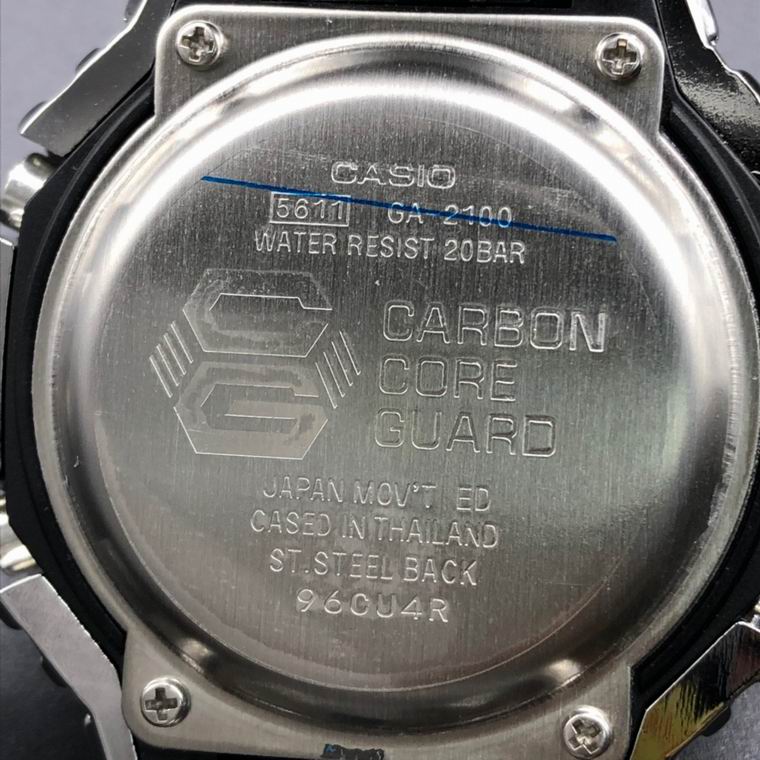 CASIO
5611 GA-2100
WATER RESIST 20BAR
CARBON
CORE
GUARD
JAPAN MOV'T ED
CASED IN THAILAND
ST.STEEL BACK
960U4R